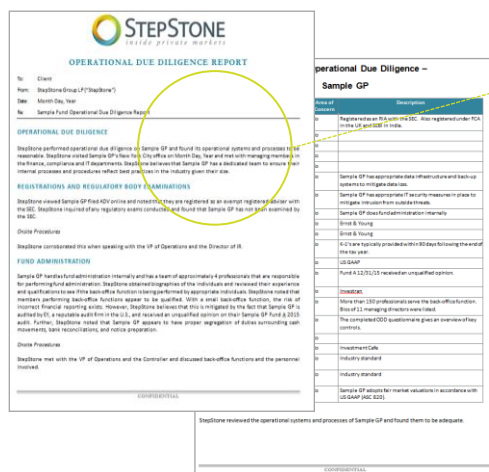 STEPSTONE
inside private markets
OPERATIONAL DUE DILIGENCE REPORT
To: Client
From: StepStone Group LP ("StepStone")
Date: Month Day, Year
Re: Sample Fund Operational Due Diligence Report
OPERATIONAL DUE DILIGENCE
StepStone performed operational due diligence on Sample GP and found its operational systems and processes to be
reasonable. StepStone visited Sample GP's New York City office on Month Day, Year and met with managing members in
the finance, compliance and IT departments. StepStone believes that Sample GP has a dedicated team to ensure their
internal processes and procedures reflect best practices in the industry given their size.
REGISTRATIONS AND REGULATORY BODY EXAMINATIONS
StepStone viewed Sample GP filed ADV online and noted that they are registered as an exempt registered adviser with
the SEC. StepStone inquired of any regulatory exams conducted and found that Sample GP has not been examined by
the SEC.
Onsite Procedures
StepStone corroborated this when speaking with the VP of Operations and the Director of IR.
FUND ADMINISTRATION
Sample GP handles fund administration internally and has a team of approximately 4 professionals that are responsible
for performing fund administration. StepStone obtained biographies of the individuals and reviewed their experience
and qualifications to see if the back-office function is being performed by appropriate individuals. StepStone noted that
members performing back-office functions appear to be qualified. With a small back-office function, the risk of
incorrect financial reporting exists. However, StepStone believes that this is mitigated by the fact that Sample GP is
audited by EY, a reputable audit firm in the U.S., and received an unqualified opinion on their Sample GP Fund 2015
audit. Further, StepStone noted that Sample GP appears to have proper segregation of duties surrounding cash
movements, bank reconciliations, and notice preparation.
Onsite Procedures
StepStone met with the VP of Operations and the Controller and discussed back-office functions and the personnel
involved.
CONFIDENTIAL
perational Due Diligence –
Sample GP
Area of
Concern
Description
Registered as an RIA with the SEC. Also registered under FCA
in the UK and SEBI in India.
Sample GP has appropriate data infrastructure and back-up
systems to mitigate data loss.
Sample GP has appropriate IT security measures in place to
mitigate intrusion from outside threats.
Sample GP does fund administration internally
Ernst & Young
Ernst & Young
K-1's are typically provided within 80 days following the end of
the tax year.
US GAAP
Fund A 12/31/15 received an unqualified opinion.
Investran
More than 150 professionals serve the back-office function.
Bios of 11 managing directors were listed.
The completed ODD questionnaire gives an overview of key
controls.
Investment Cafe
Industry standard
Industry standard
Sample GP adopts fair market valuations in accordance with
US GAAP (ASC 820).
StepStone reviewed the operational systems and processes of Sample GP and found them to be adequate.
CONFIDENTIAL